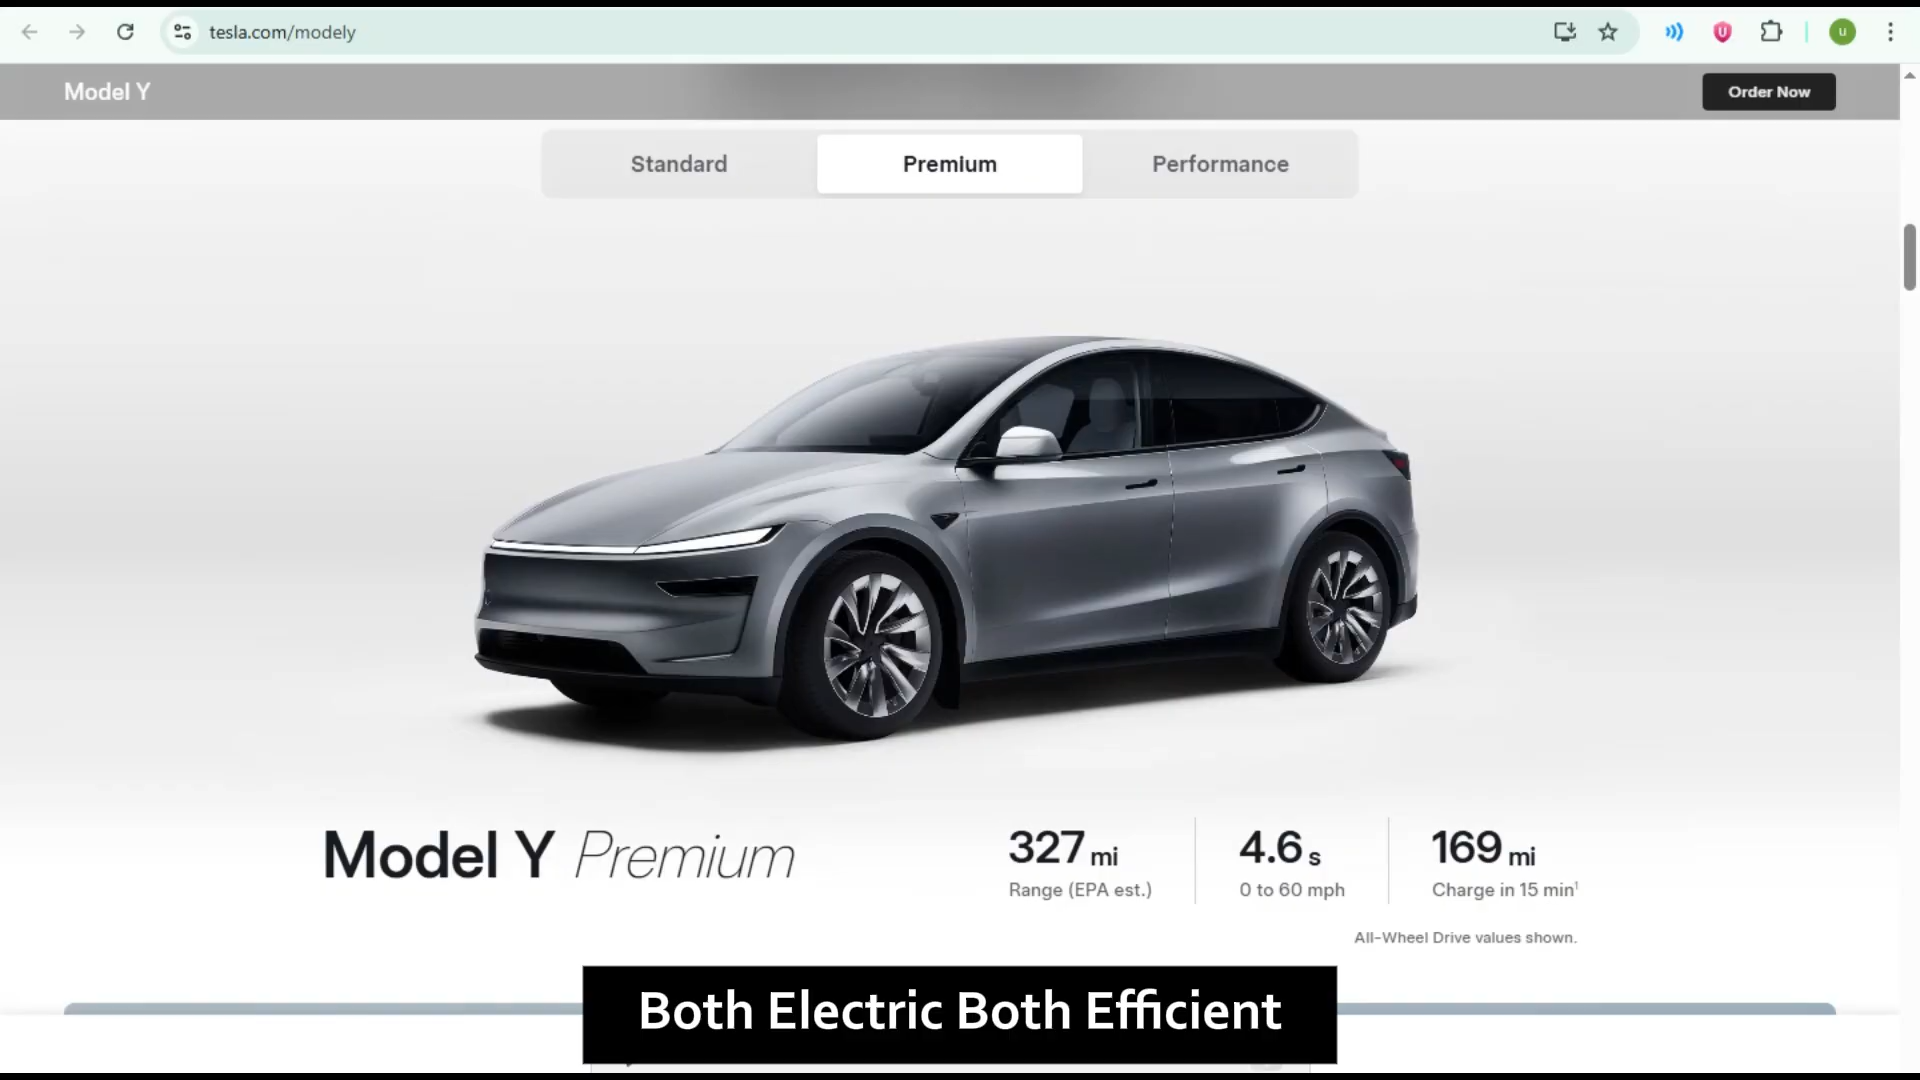 tesla.com/modely
u
Model Y
Order Now
Standard
Premium
Performance
Model Y Premium
327 mi
Range (EPA est.)
4.6 s
0 to 60 mph
169 mi
Charge in 15 min¹
All-Wheel Drive values shown.
Both Electric Both Efficient